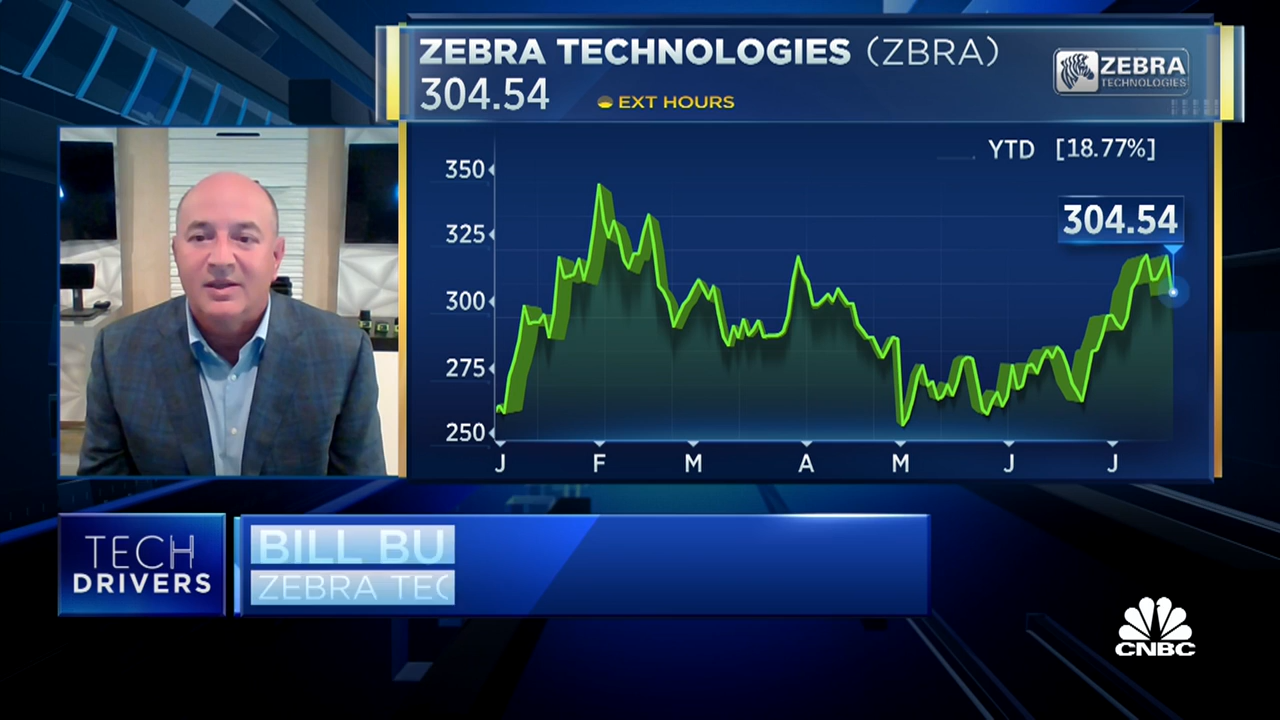 ZEBRA TECHNOLOGIES (ZBRA)
304.54
EXT HOURS
ZEBRA
TECHNOLOGIES
YTD [18.77%]
304.54
350
325
300
275
250
J F M A M J J
TECH
DRIVERS
BILL BU
ZEBRA TEC
CNBC